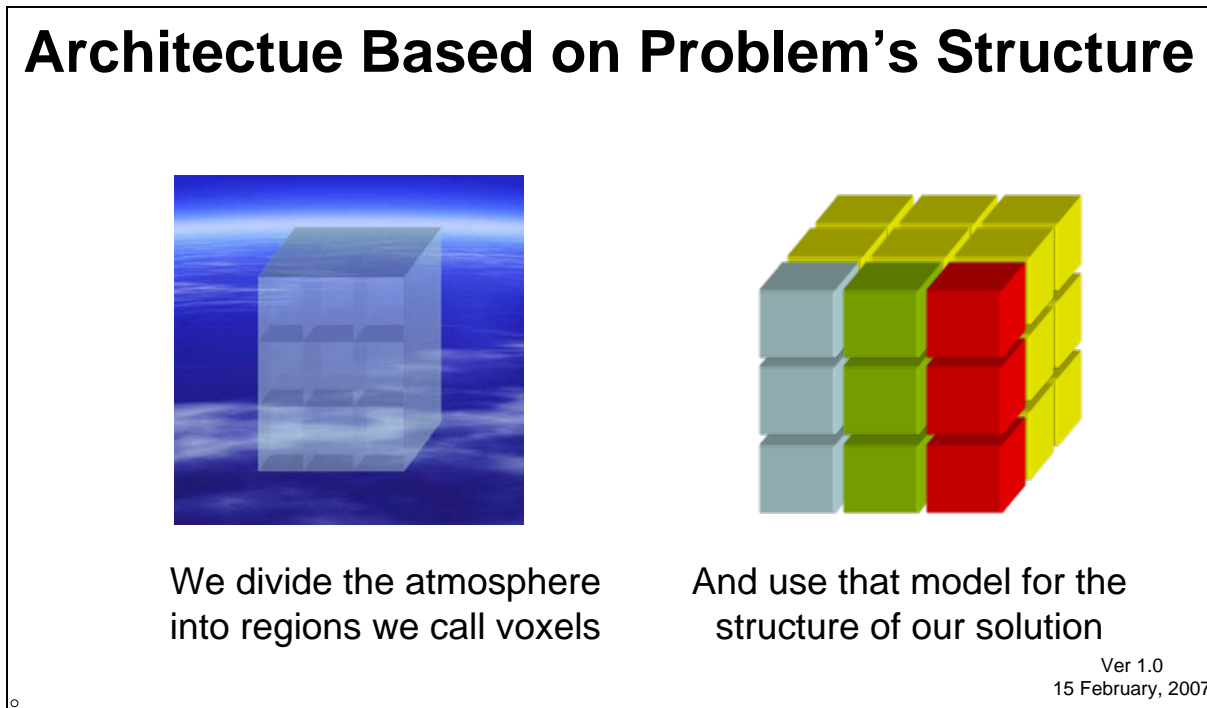 Architectue Based on Problem’s Structure
We divide the atmosphere
into regions we call voxels
And use that model for the
structure of our solution
Ver 1.0
15 February, 2007